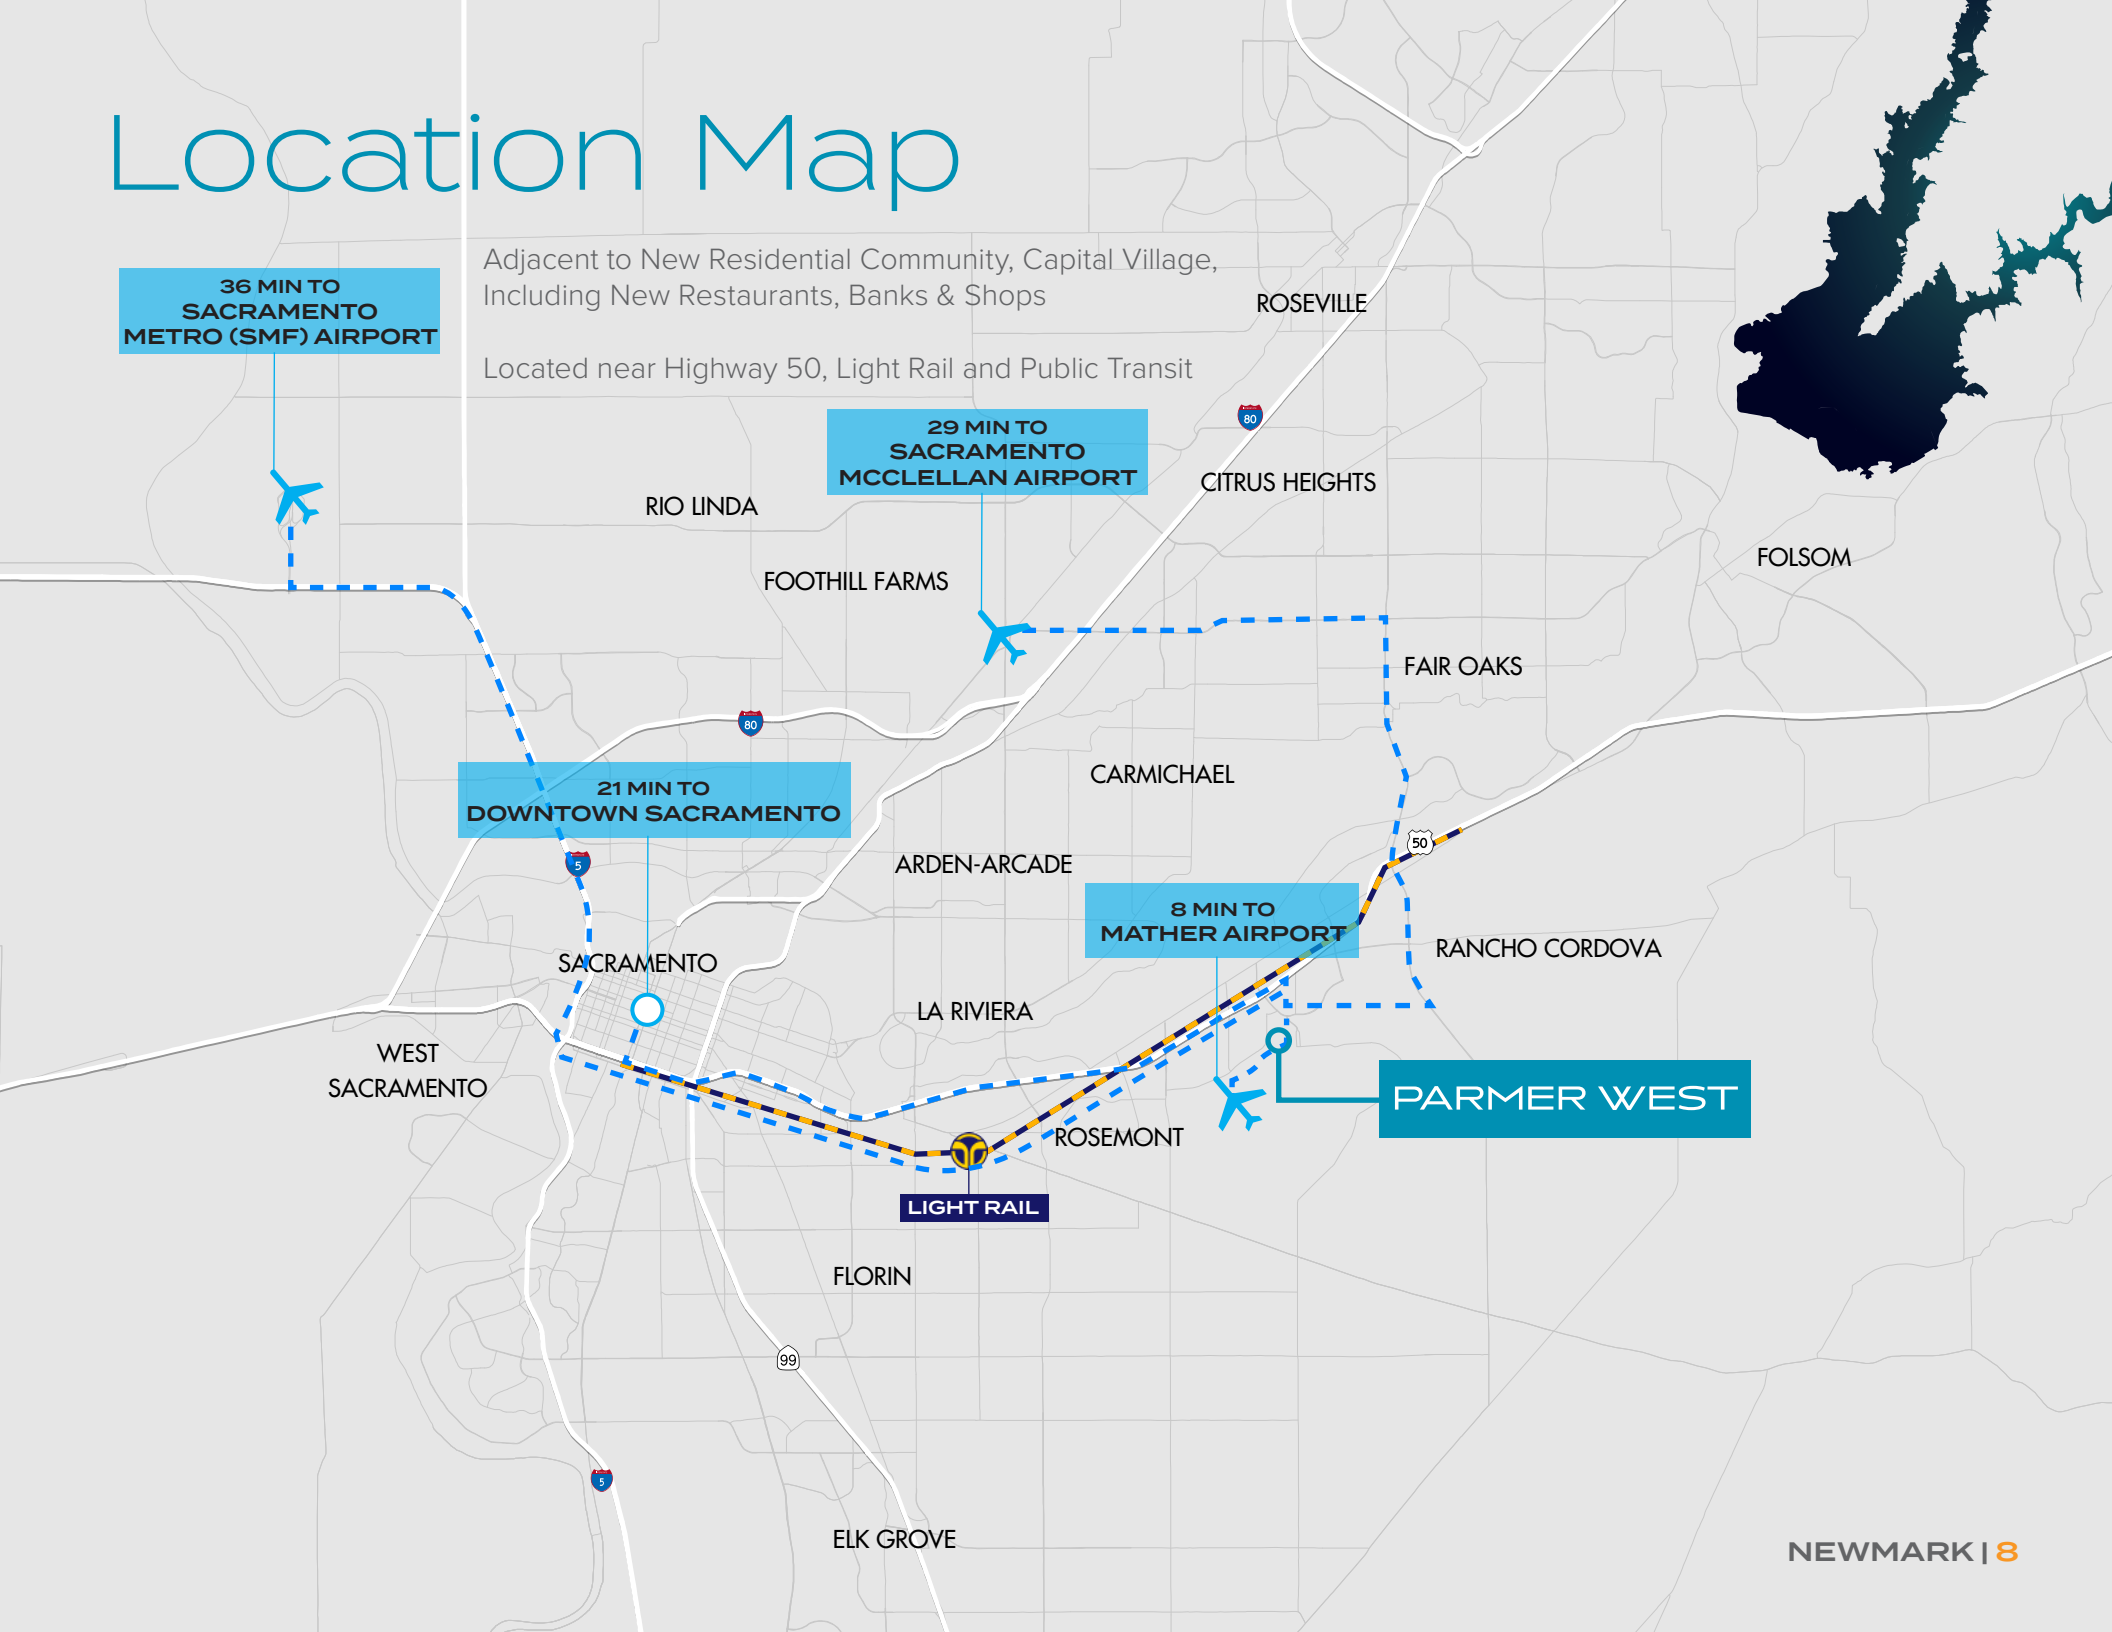 Location Map
Adjacent to New Residential Community, Capital Village,
Including New Restaurants, Banks & Shops
Located near Highway 50, Light Rail and Public Transit
36 MIN TO
SACRAMENTO
METRO (SMF) AIRPORT
ROSEVILLE
80
29 MIN TO
SACRAMENTO
MCCLELLAN AIRPORT
CITRUS HEIGHTS
RIO LINDA
FOLSOM
FOOTHILL FARMS
FAIR OAKS
80
CARMICHAEL
21 MIN TO
DOWNTOWN SACRAMENTO
50
5
ARDEN-ARCADE
8 MIN TO
MATHER AIRPORT
RANCHO CORDOVA
SACRAMENTO
LA RIVIERA
WEST
SACRAMENTO
PARMER WEST
ROSEMONT
LIGHT RAIL
FLORIN
99
5
ELK GROVE
NEWMARK | 8